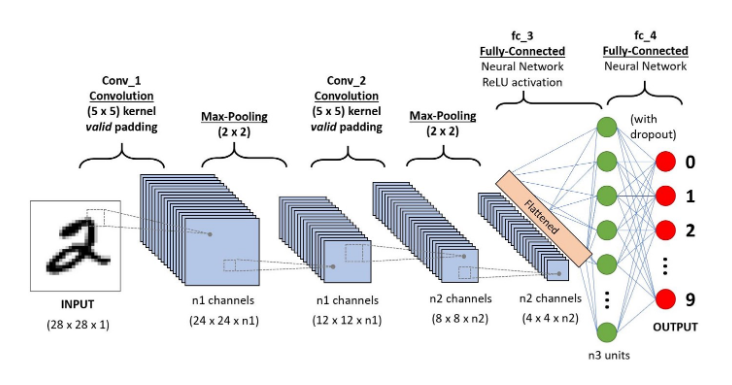 fc_3
Fully-Connected
Neural Network
ReLU activation
fc_4
Fully-Connected
Neural Network
Conv_1
Convolution
(5 x 5) kernel
valid padding
Max-Pooling
(2 x 2)
Conv_2
Convolution
(5 x 5) kernel
valid padding
Max-Pooling
(2 x 2)
(with
dropout)
2
Flattened
0
1
2
9
INPUT
(28 x 28 x 1)
n1 channels
(24 x 24 x n1)
n1 channels
(12 x 12 x n1)
n2 channels
(8 x 8 x n2)
n2 channels
(4 x 4 x n2)
n3 units
OUTPUT